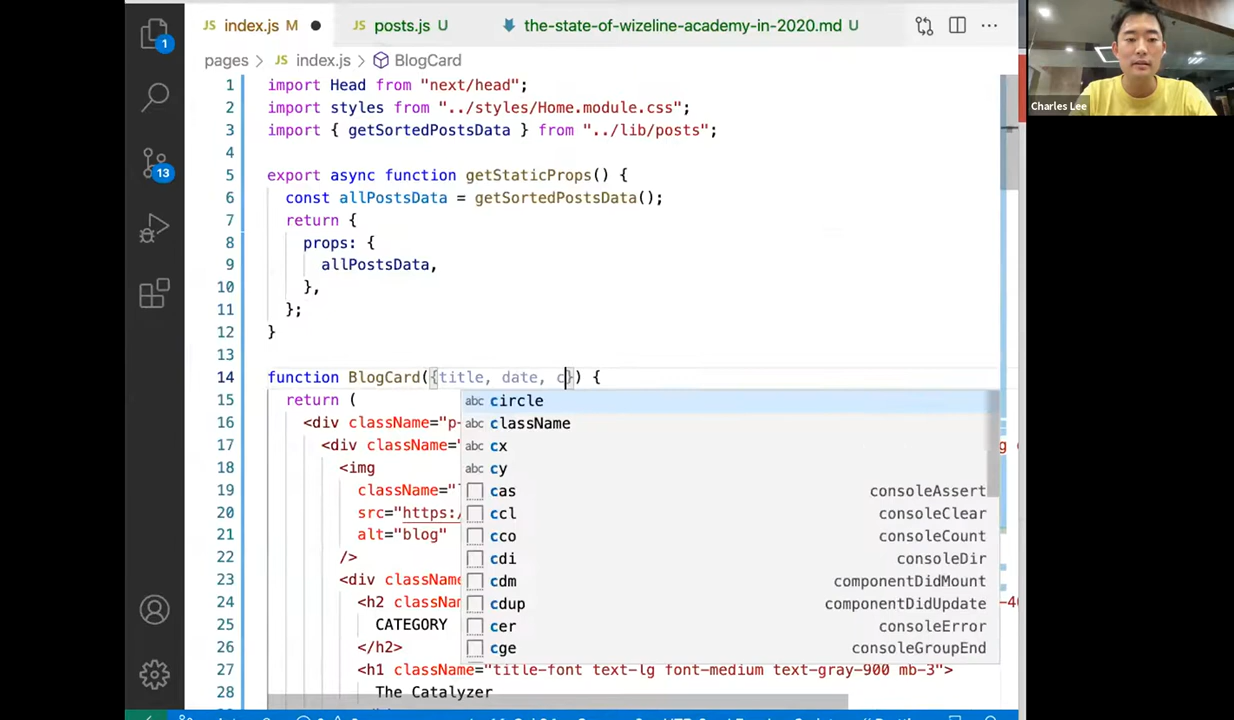 JS index.js M ●
JS posts.js U
the-state-of-wizeline-academy-in-2020.md U
Charles Lee
1
13
pages > JS index.js > BlogCard
1 import Head from "next/head";
2 import styles from "../styles/Home.module.css";
3 import { getSortedPostsData } from "../lib/posts";
4
5 export async function getStaticProps() {
6 const allPostsData = getSortedPostsData();
7 return {
8 props: {
9 allPostsData,
10 },
11 };
12 }
13
14 function BlogCard({title, date, c}) {
15 return (
16 <div className="p-
17 <div className="
18 <img
19 className="
20 src="https:/
21 alt="blog"
22 />
23 <div className
24 <h2 classNam
25 CATEGORY
26 </h2>
27 <h1 className="title-font text-lg font-medium text-gray-900 mb-3">
28 The Catalyzer
abc circle
abc className
abc cx
abc cy
cas consoleAssert
ccl consoleClear
cco consoleCount
cdi consoleDir
cdm componentDidMount
cdup componentDidUpdate
cer consoleError
cge consoleGroupEnd